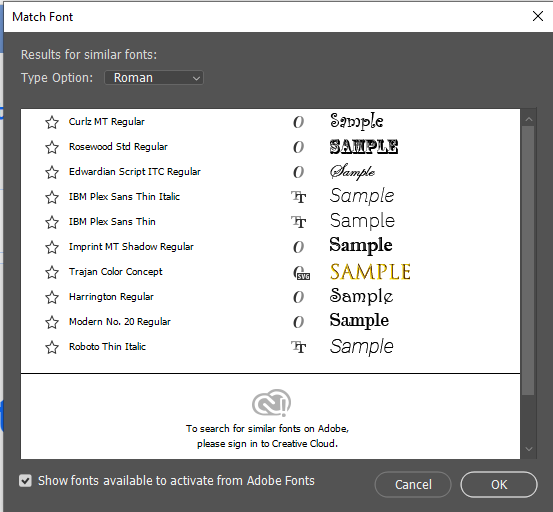 Match Font
Results for similar fonts:
Type Option: Roman
Curlz MT Regular O Sample
Rosewood Std Regular O SAMPLE
Edwardian Script ITC Regular O Sample
IBM Plex Sans Thin Italic TT Sample
IBM Plex Sans Thin TT Sample
Imprint MT Shadow Regular O Sample
Trajan Color Concept O SVG SAMPLE
Harrington Regular O Sample
Modern No. 20 Regular O Sample
Roboto Thin Italic TT Sample
To search for similar fonts on Adobe,
please sign in to Creative Cloud.
Show fonts available to activate from Adobe Fonts
Cancel OK